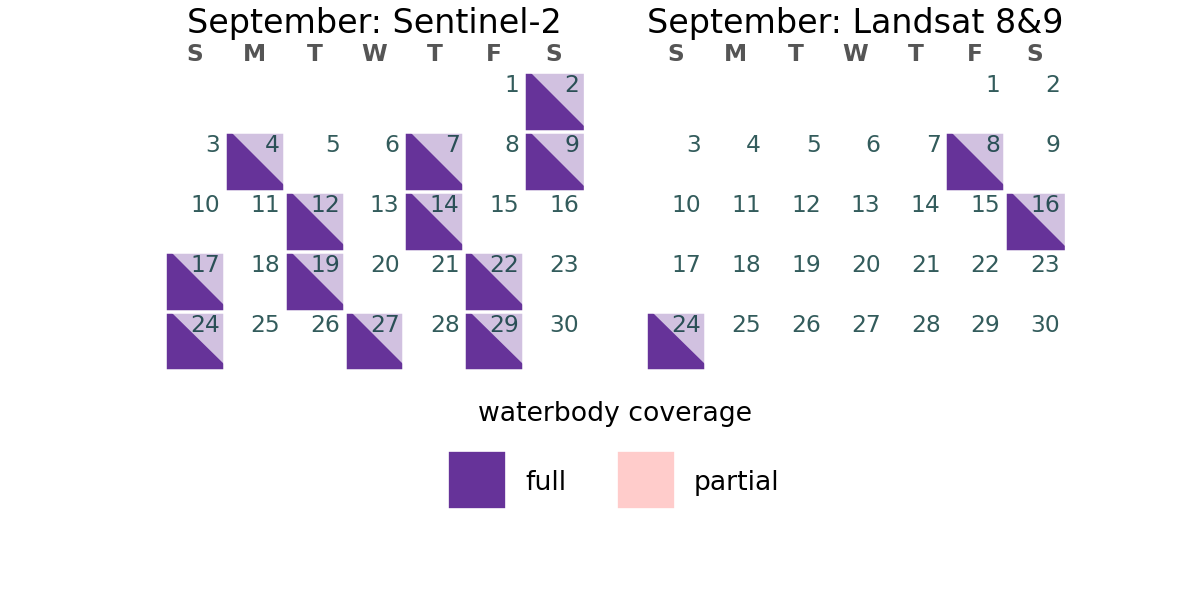 September: Sentinel-2
S M T W T F S
1 2
3 4 5 6 7 8 9
10 11 12 13 14 15 16
17 18 19 20 21 22 23
24 25 26 27 28 29 30
September: Landsat 8&9
S M T W T F S
1 2
3 4 5 6 7 8 9
10 11 12 13 14 15 16
17 18 19 20 21 22 23
24 25 26 27 28 29 30
waterbody coverage
full partial